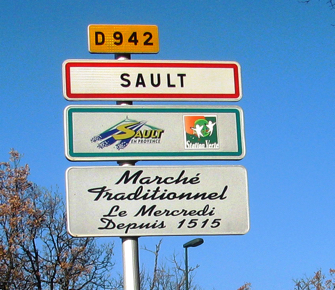 D 942
SAULT
SAULT
EN PROVENCE
Station Verte
Marché
Traditionnel
Le Mercredi
Depuis 1515